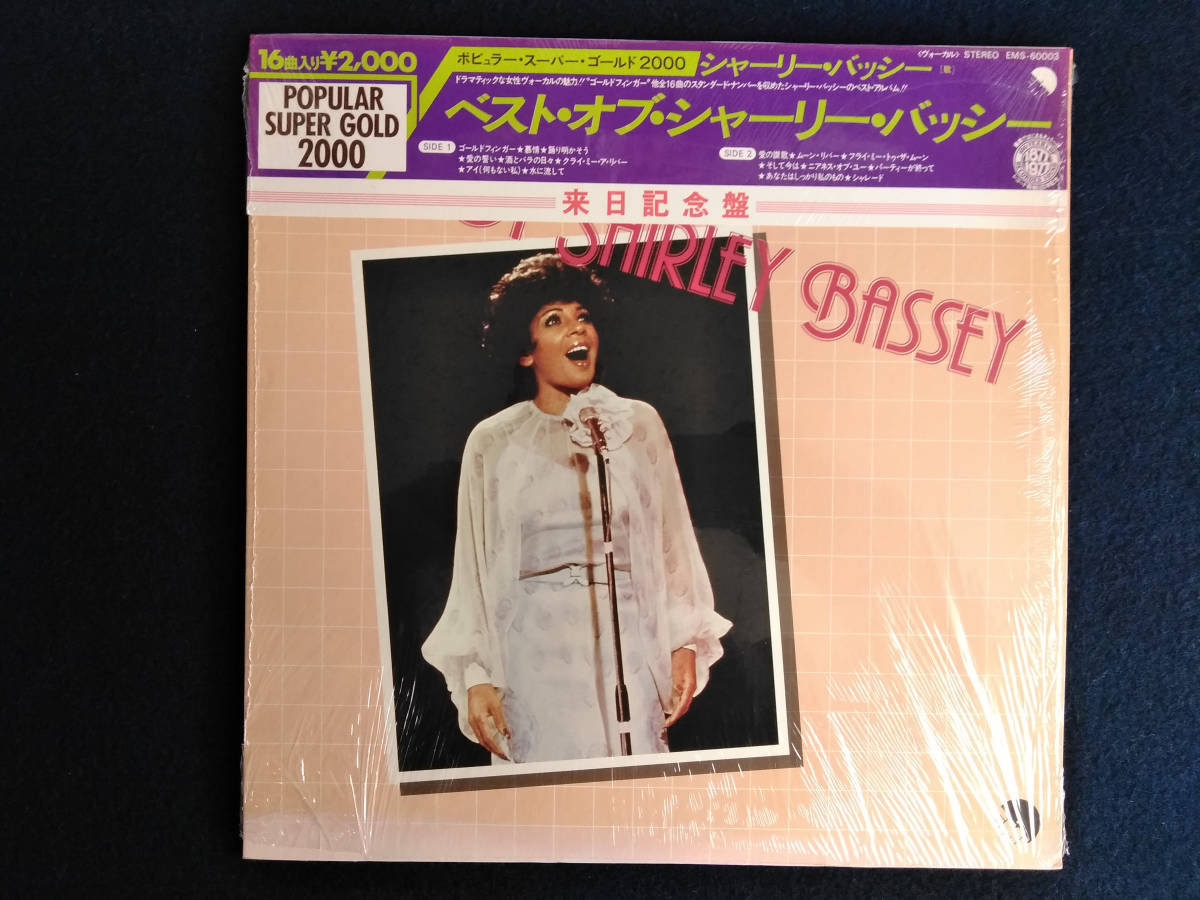 16曲入り¥2,000
POPULAR
SUPER GOLD
2000
ポピュラー・スーパー・ゴールド2000
シャーリー・バッシー [歌]
〈ヴォーカル〉 STEREO EMS-60003
ドラマティックな女性ヴォーカルの魅力!!"ゴールドフィンガー"他全16曲のスタンダード・ナンバーを収めたシャーリー・バッシーのベスト・アルバム!!
ベスト・オブ・シャーリー・バッシー
SIDE 1
ゴールドフィンガー★慕情★踊り明かそう
★愛の誓い★酒とバラの日々★クライ・ミー・ア・リバー
★アイ(何もない私)★水に流して
SIDE 2
愛の讃歌★ムーン・リバー★フライ・ミー・トゥ・ザ・ムーン
★そして今は★ニアネス・オブ・ユー★パーティーが終って
★あなたはしっかり私のもの★シャレード
1877
1977
来日記念盤
OF SHIRLEY BASSEY